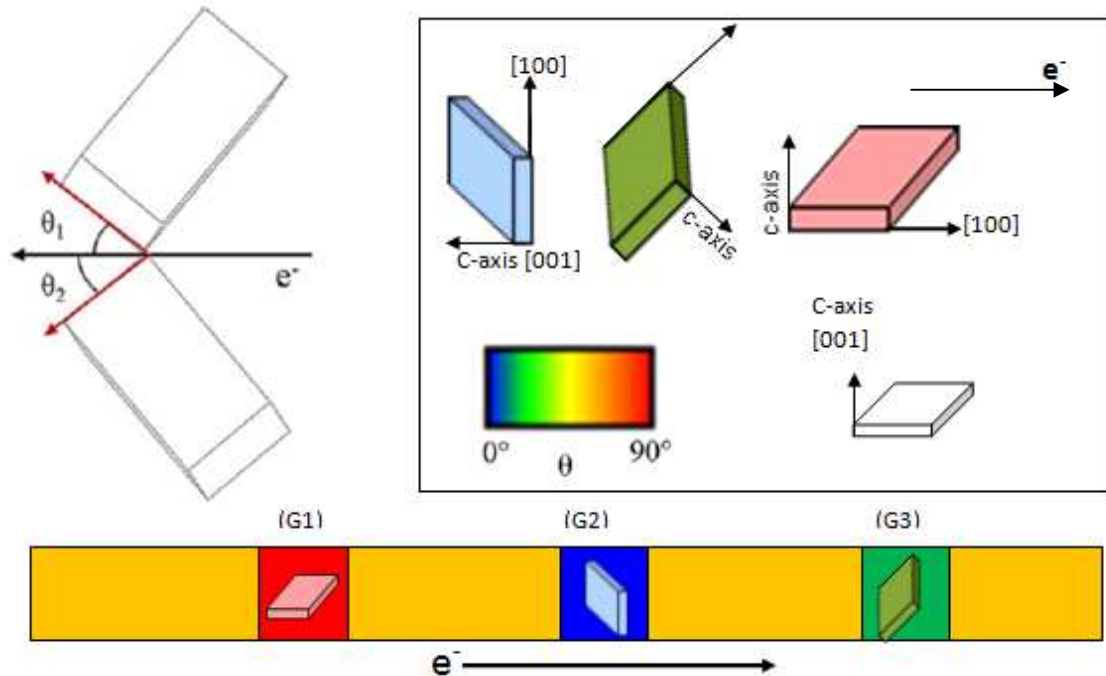 θ1
θ2
e-
[100]
C-axis [001]
c-axis
c-axis
[100]
e-
0°
θ
90°
C-axis
[001]
(G1)
(G2)
(G3)
e-